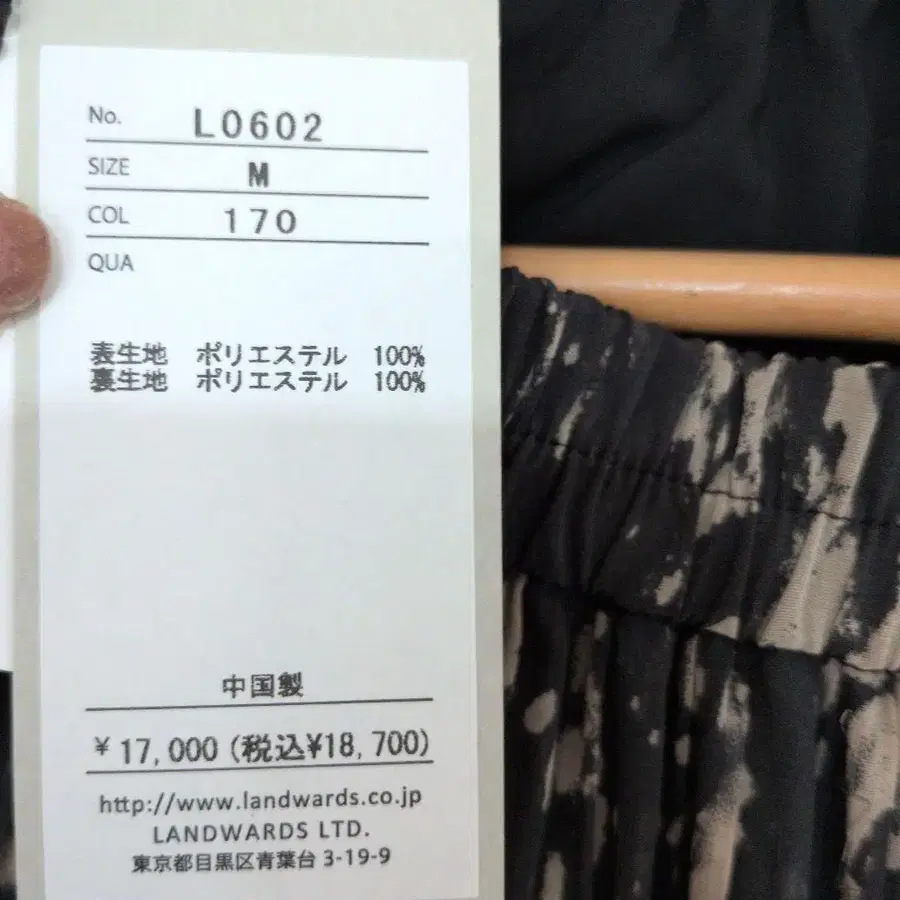 No. L0602
SIZE M
COL 170
QUA
表生地 ポリエステル 100%
裏生地 ポリエステル 100%
中国製
¥ 17,000 (税込¥18,700)
http://www.landwards.co.jp
LANDWARDS LTD.
東京都目黒区青葉台 3-19-9